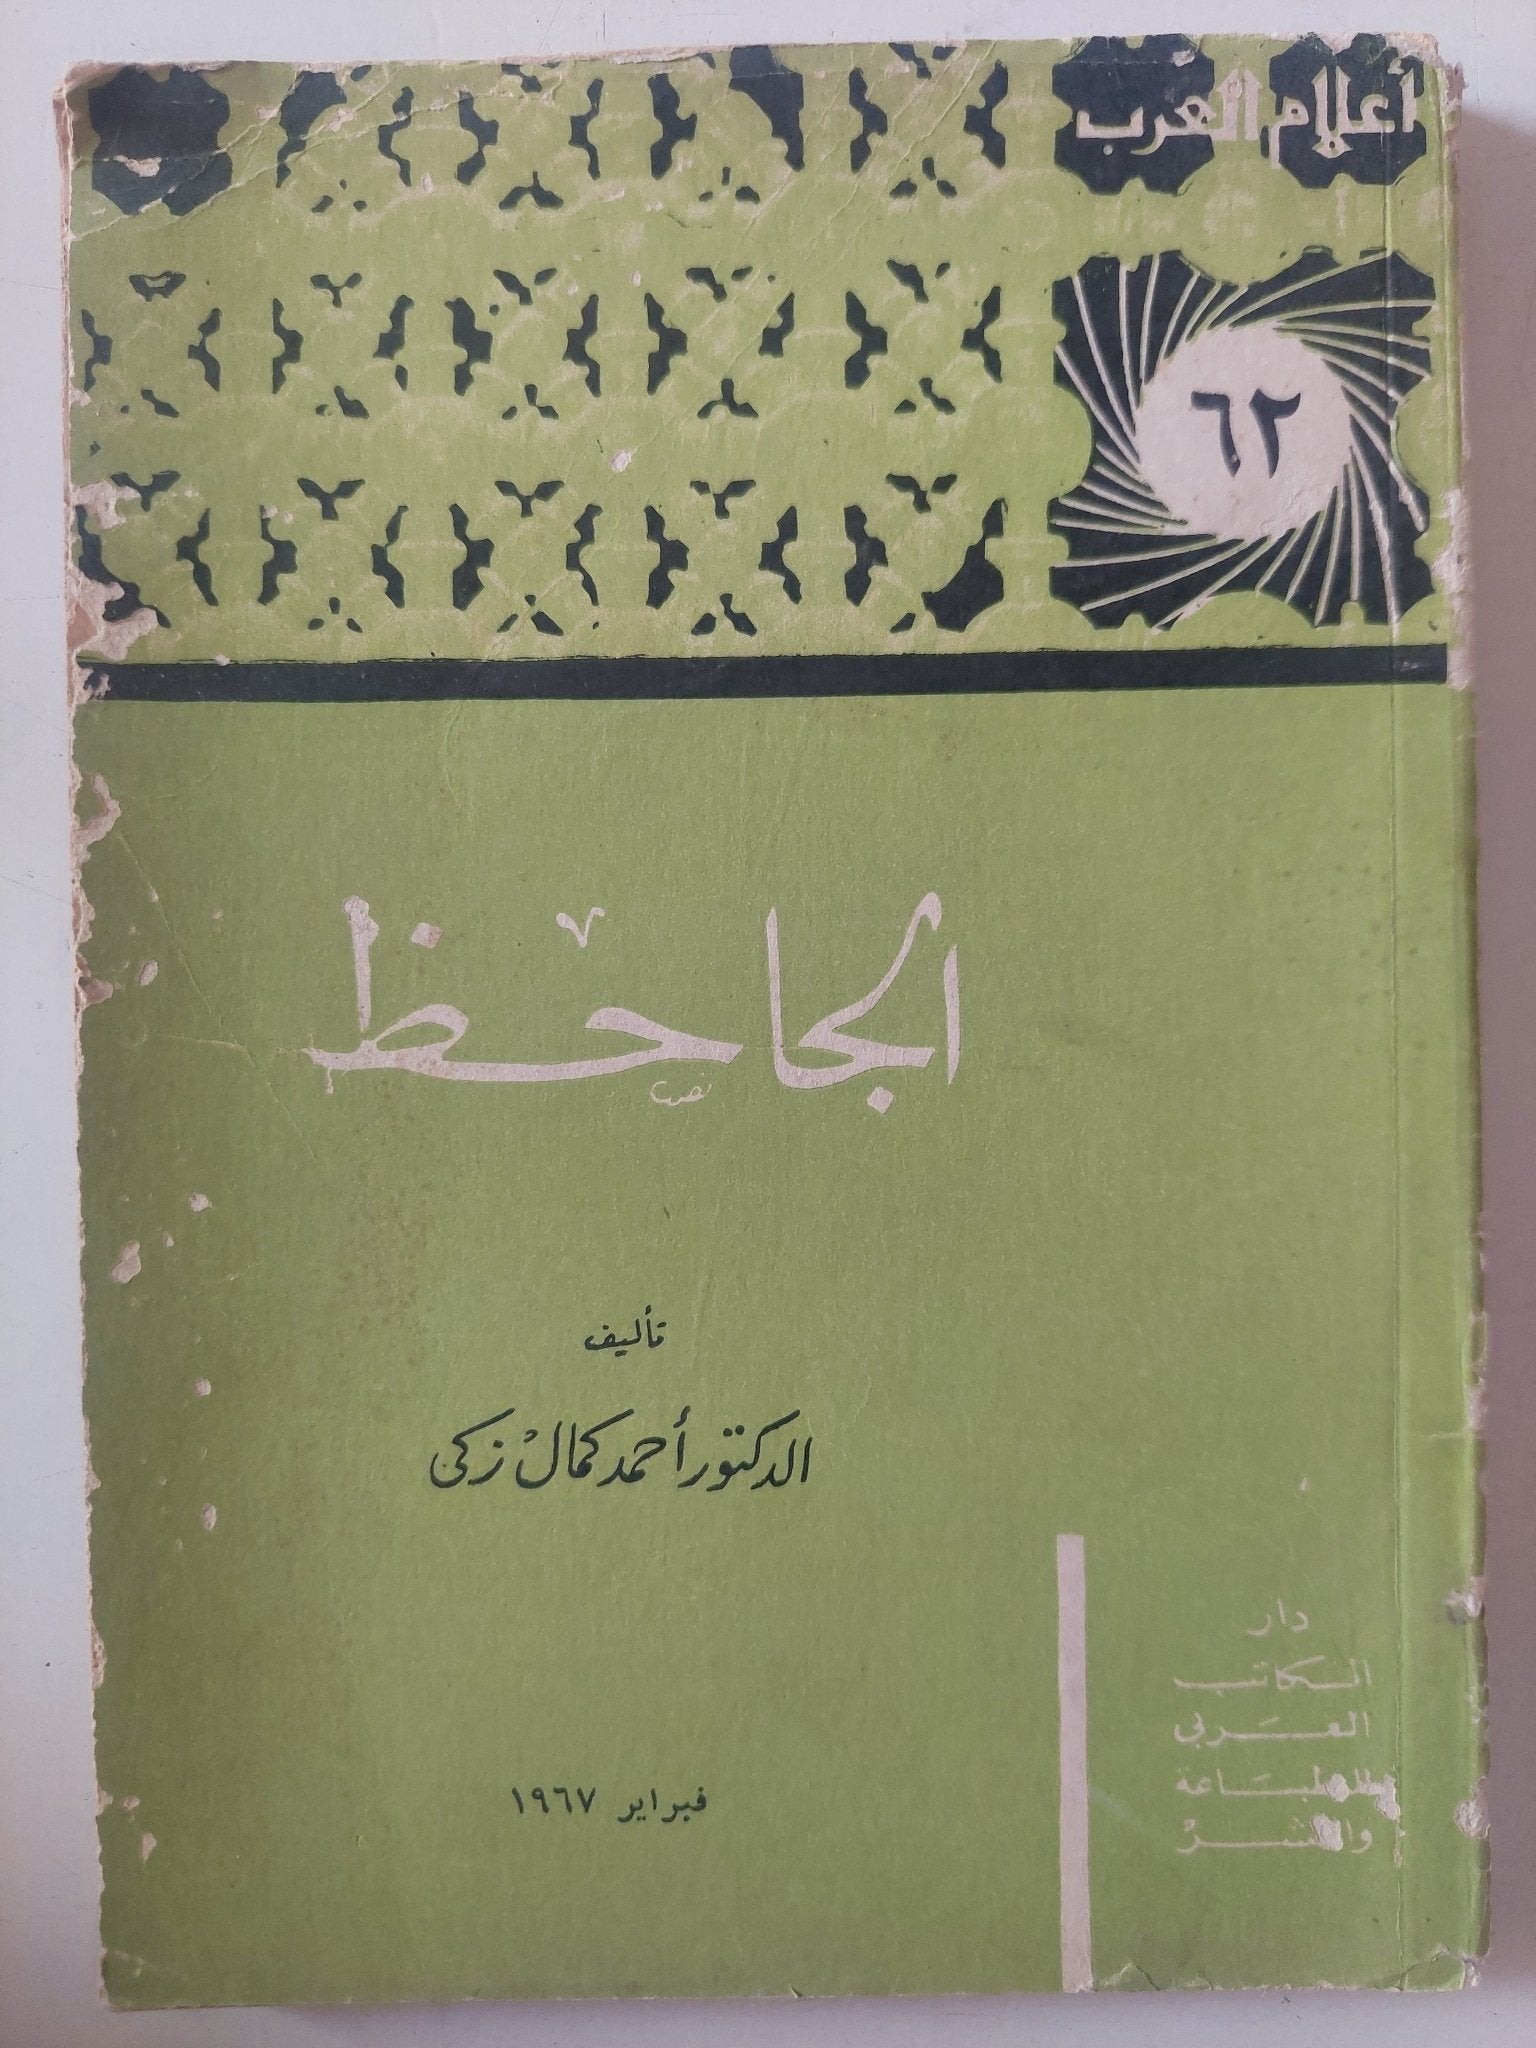 أعلام العرب
٦٢
الجاحظ
تأليف
الدكتور أحمد كمال زكى
فبراير ١٩٦٧
دار
الكاتب
العربى
للطباعة
والنشر